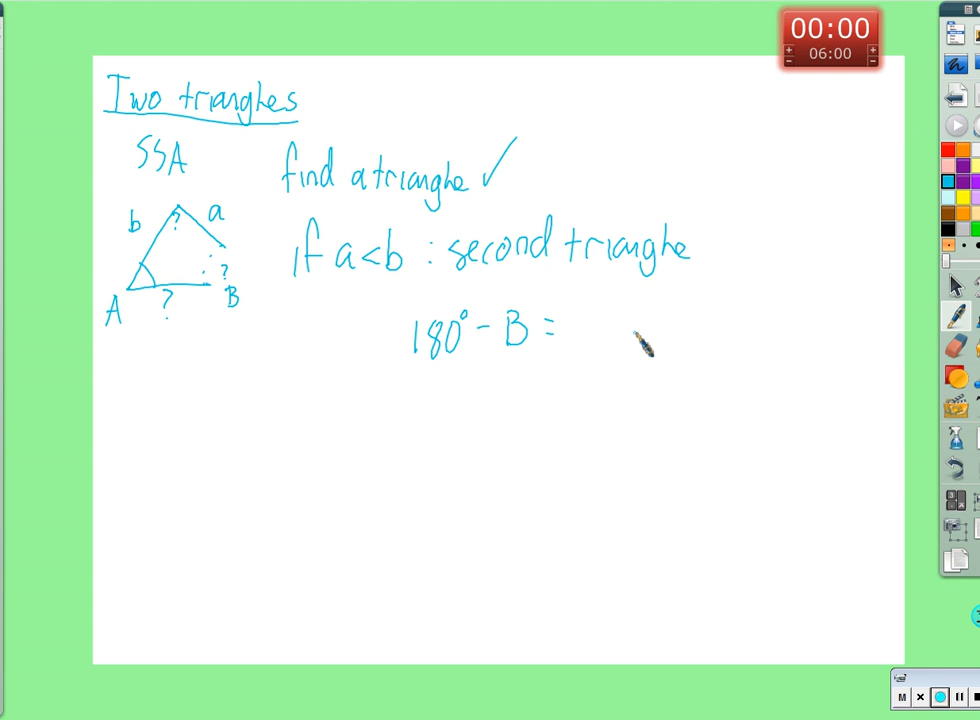 00:00
06:00
Two triangles
SSA
find a triangle ✓
b ? a
if a<b : second triangle
?
A ? B
180° - B =
M